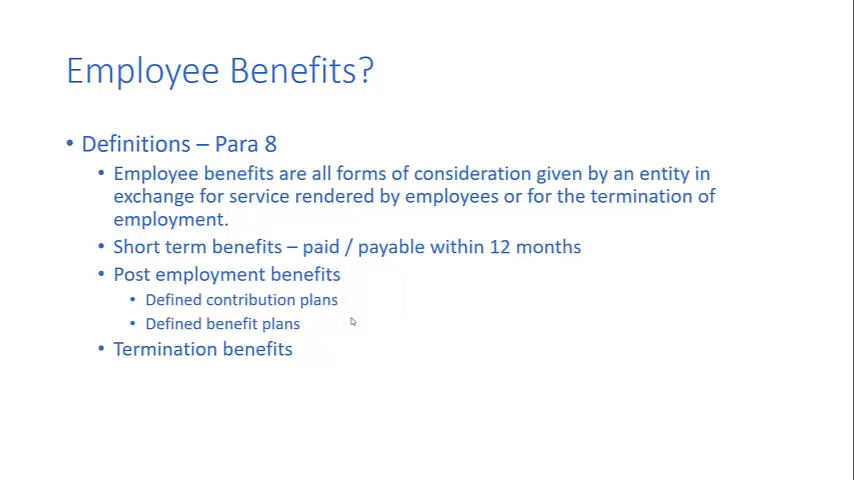 Employee Benefits?
• Definitions – Para 8
• Employee benefits are all forms of consideration given by an entity in
exchange for service rendered by employees or for the termination of
employment.
• Short term benefits – paid / payable within 12 months
• Post employment benefits
• Defined contribution plans
• Defined benefit plans
• Termination benefits